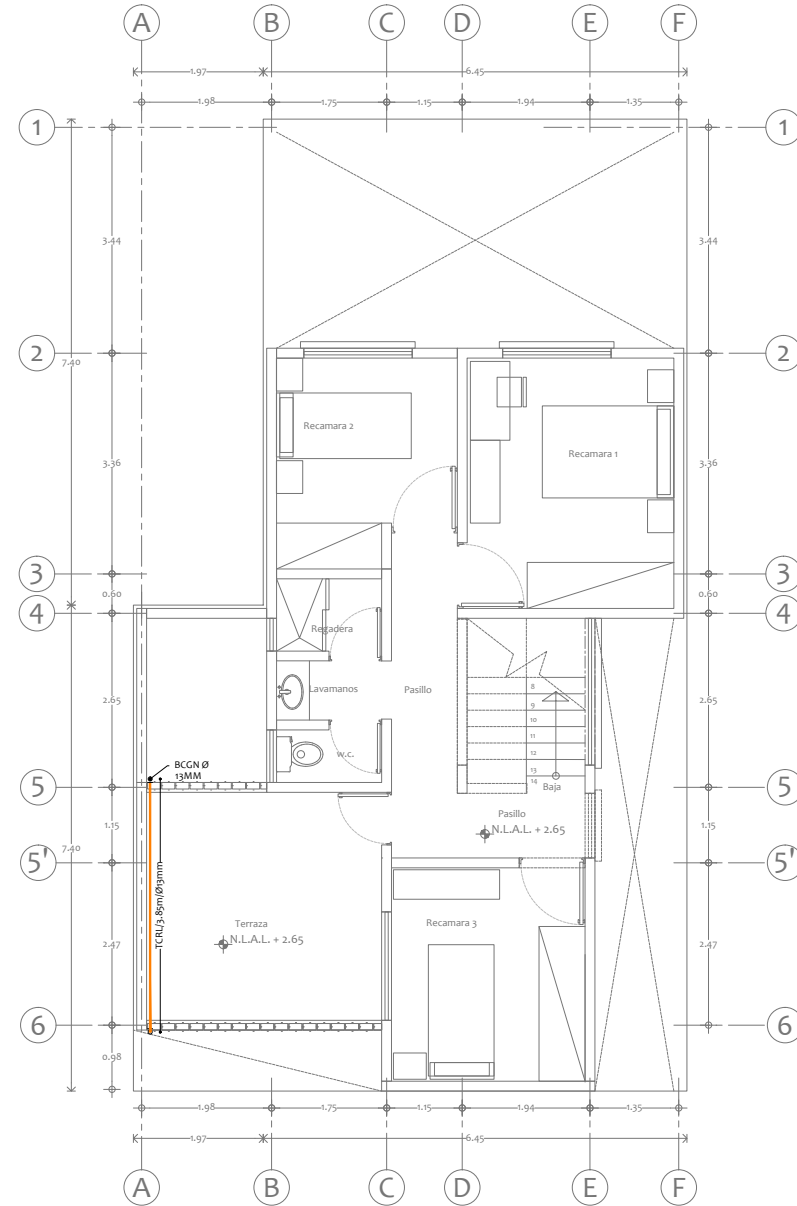 A B C D E F
1.97 6.45
1.98 1.75 1.15 1.94 1.35
1 1
3.44 3.44
2 2
7.40
3.36 3.36
Recamara 2
Recamara 1
3 3
0.60 0.60
4 4
Regadera
2.65 2.65
Lavamanos
Pasillo
8
9
10
11
12
13
14
w.c.
BCGN Ø
13MM
Baja
5 5
Pasillo
N.L.A.L. + 2.65
1.15 1.15
7.40
5' 5'
TCRL/3.85m/Ø13mm
Terraza
N.L.A.L. + 2.65
Recamara 3
2.47 2.47
6 6
0.98
1.98 1.75 1.15 1.94 1.35
1.97 6.45
A B C D E F